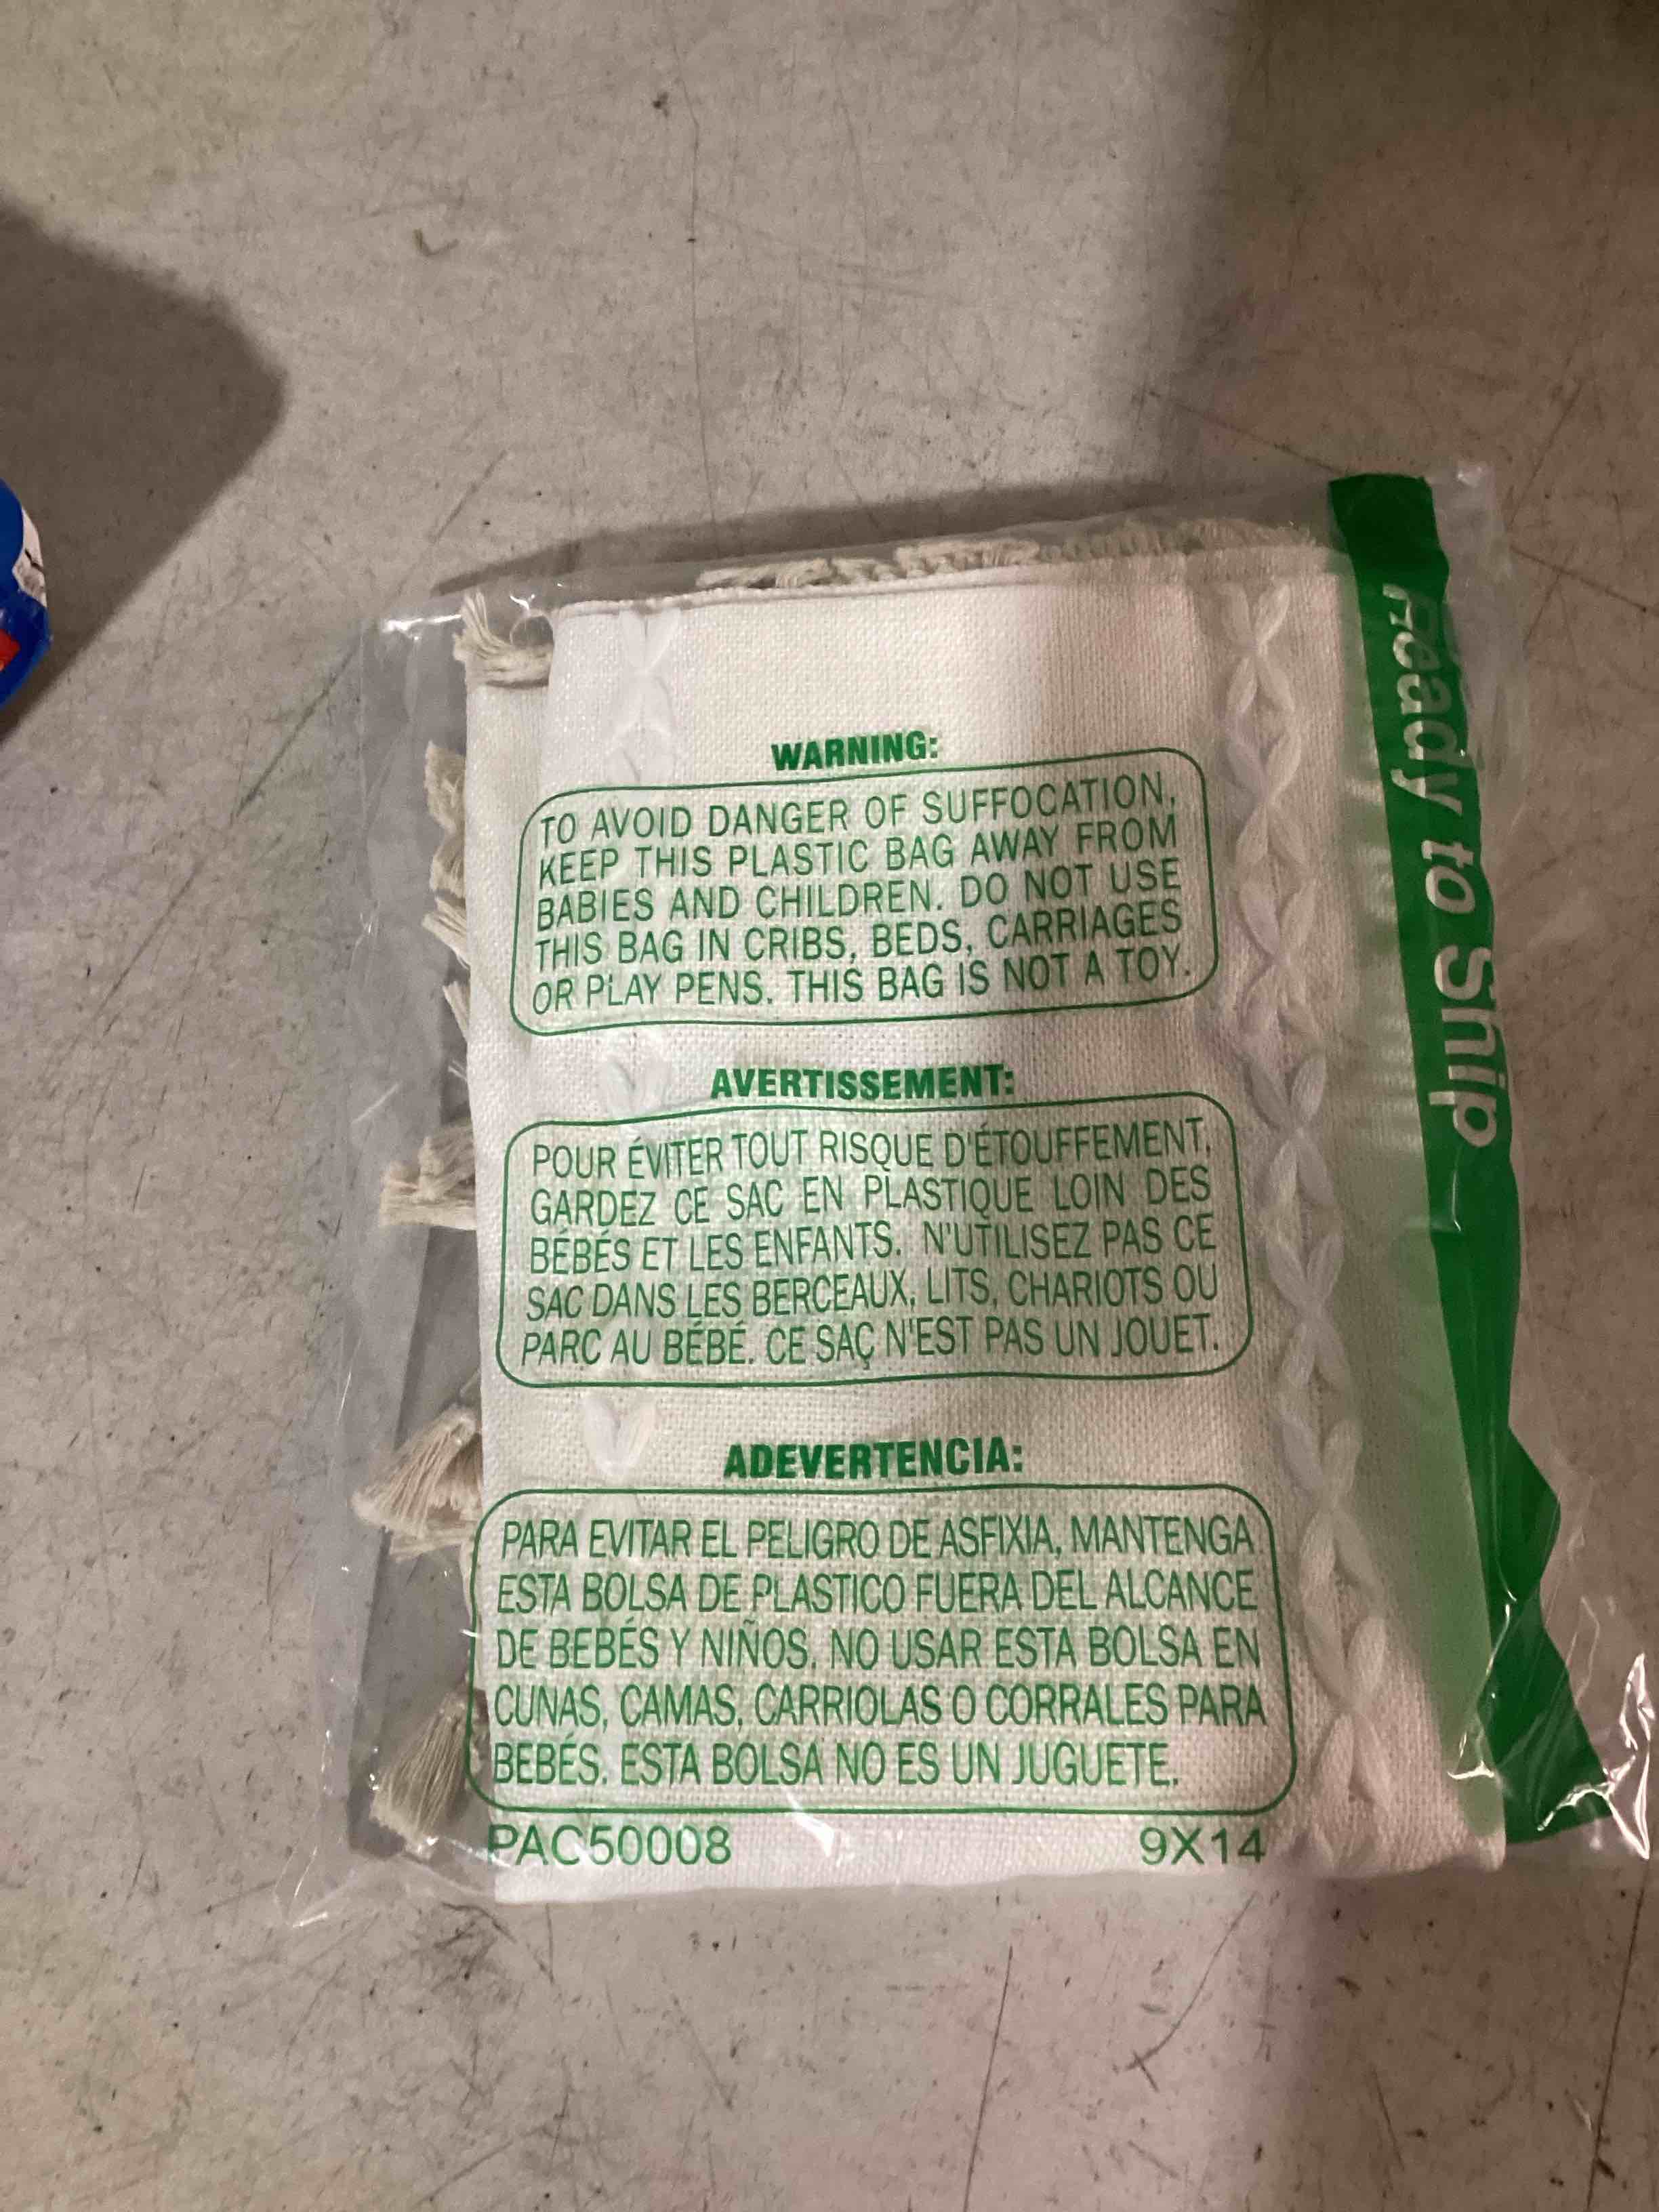 WARNING:
TO AVOID DANGER OF SUFFOCATION,
KEEP THIS PLASTIC BAG AWAY FROM
BABIES AND CHILDREN. DO NOT USE
THIS BAG IN CRIBS, BEDS, CARRIAGES
OR PLAY PENS. THIS BAG IS NOT A TOY.
AVERTISSEMENT:
POUR ÉVITER TOUT RISQUE D'ÉTOUFFEMENT,
GARDEZ CE SAC EN PLASTIQUE LOIN DES
BÉBÉS ET LES ENFANTS. N'UTILISEZ PAS CE
SAC DANS LES BERCEAUX, LITS, CHARIOTS OU
PARC AU BÉBÉ. CE SAC N'EST PAS UN JOUET.
ADEVERTENCIA:
PARA EVITAR EL PELIGRO DE ASFIXIA, MANTENGA
ESTA BOLSA DE PLASTICO FUERA DEL ALCANCE
DE BEBÉS Y NIÑOS. NO USAR ESTA BOLSA EN
CUNAS, CAMAS, CARRIOLAS O CORRALES PARA
BEBÉS. ESTA BOLSA NO ES UN JUGUETE.
PAC50008 9X14
Ready to Ship